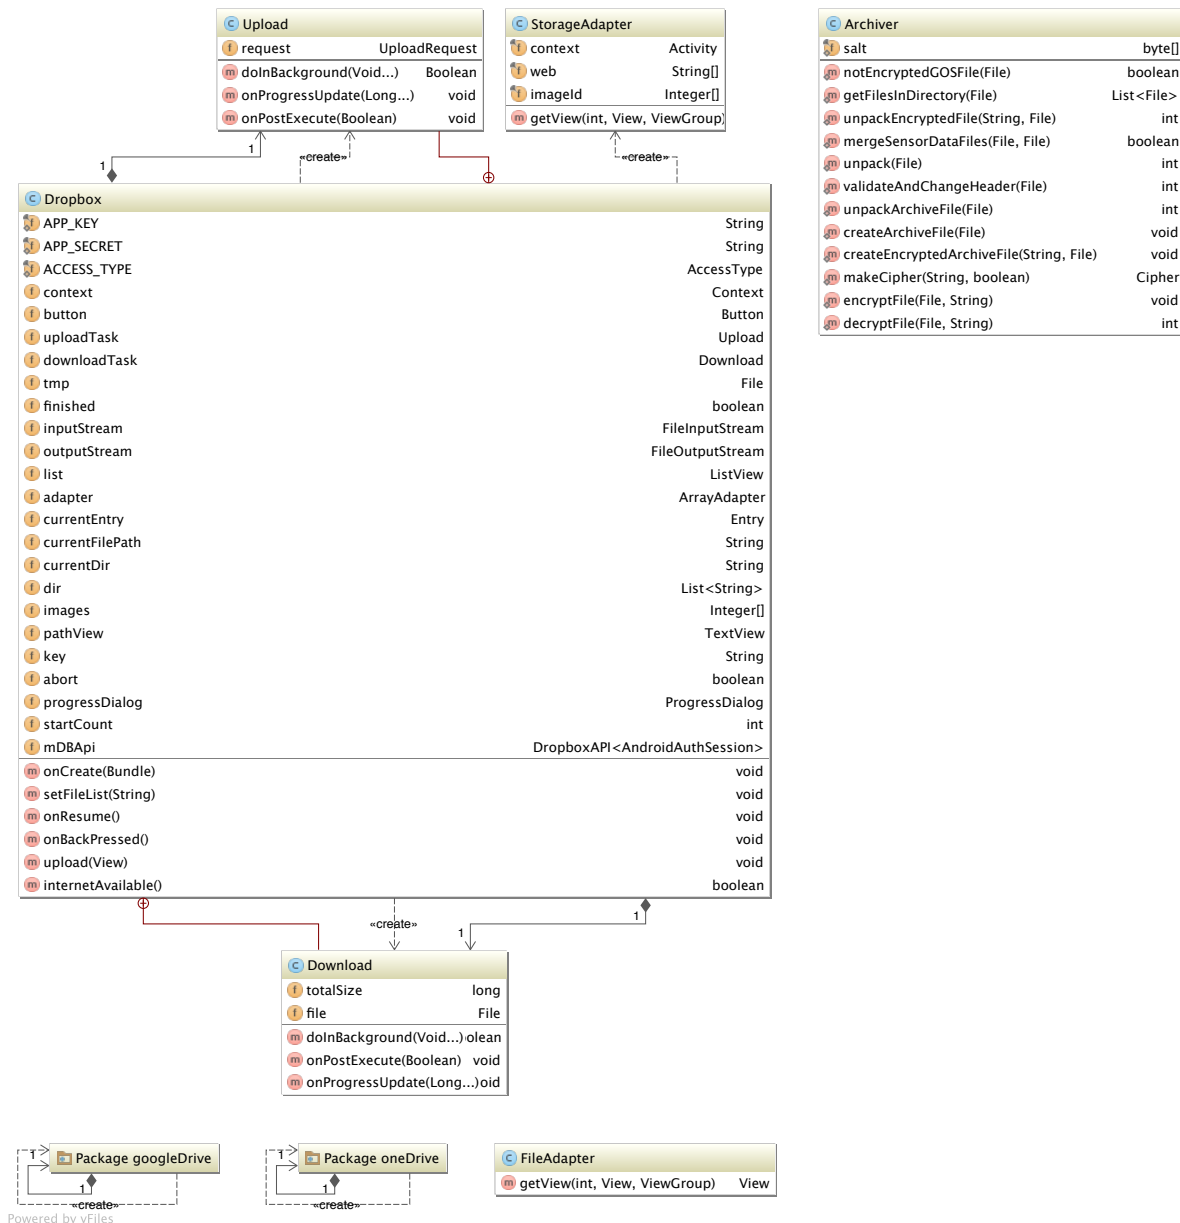 Upload
request UploadRequest
doInBackground(Void...) Boolean
onProgressUpdate(Long...) void
onPostExecute(Boolean) void
StorageAdapter
context Activity
web String[]
imageId Integer[]
getView(int, View, ViewGroup)
Archiver
salt byte[]
notEncryptedGOSFile(File) boolean
getFilesInDirectory(File) List<File>
unpackEncryptedFile(String, File) int
mergeSensorDataFiles(File, File) boolean
unpack(File) int
validateAndChangeHeader(File) int
unpackArchiveFile(File) int
createArchiveFile(File) void
createEncryptedArchiveFile(String, File) void
makeCipher(String, boolean) Cipher
encryptFile(File, String) void
decryptFile(File, String) int
1
1
«create»
«create»
Dropbox
APP_KEY String
APP_SECRET String
ACCESS_TYPE AccessType
context Context
button Button
uploadTask Upload
downloadTask Download
tmp File
finished boolean
inputStream FileInputStream
outputStream FileOutputStream
list ListView
adapter ArrayAdapter
currentEntry Entry
currentFilePath String
currentDir String
dir List<String>
images Integer[]
pathView TextView
key String
abort boolean
progressDialog ProgressDialog
startCount int
mDBApi DropboxAPI<AndroidAuthSession>
onCreate(Bundle) void
setFileList(String) void
onResume() void
onBackPressed() void
upload(View) void
internetAvailable() boolean
«create»
1
1
Download
totalSize long
file File
doInBackground(Void...) olean
onPostExecute(Boolean) void
onProgressUpdate(Long...) oid
1
Package googleDrive
1
«create»
1
Package oneDrive
1
«create»
FileAdapter
getView(int, View, ViewGroup) View
Powered by yFiles